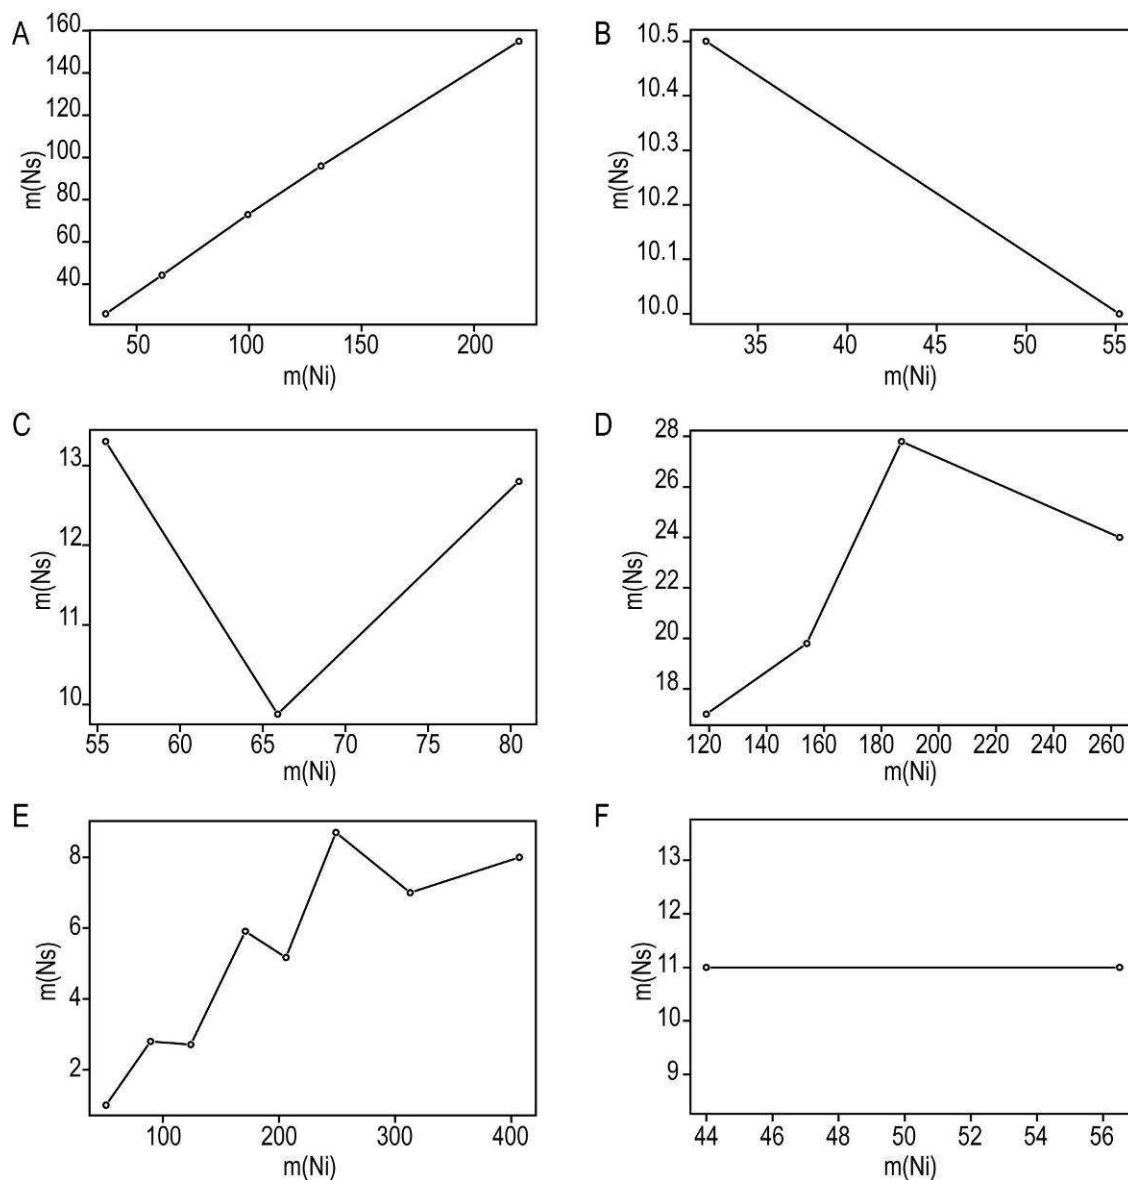 A
160
140
120
100
80
60
40
m(Ns)
50 100 150 200
m(Ni)
B
10.5
10.4
10.3
10.2
10.1
10.0
m(Ns)
35 40 45 50 55
m(Ni)
C
13
12
11
10
m(Ns)
55 60 65 70 75 80
m(Ni)
D
28
26
24
22
20
18
m(Ns)
120 140 160 180 200 220 240 260
m(Ni)
E
8
6
4
2
m(Ns)
100 200 300 400
m(Ni)
F
13
12
11
10
9
m(Ns)
44 46 48 50 52 54 56
m(Ni)